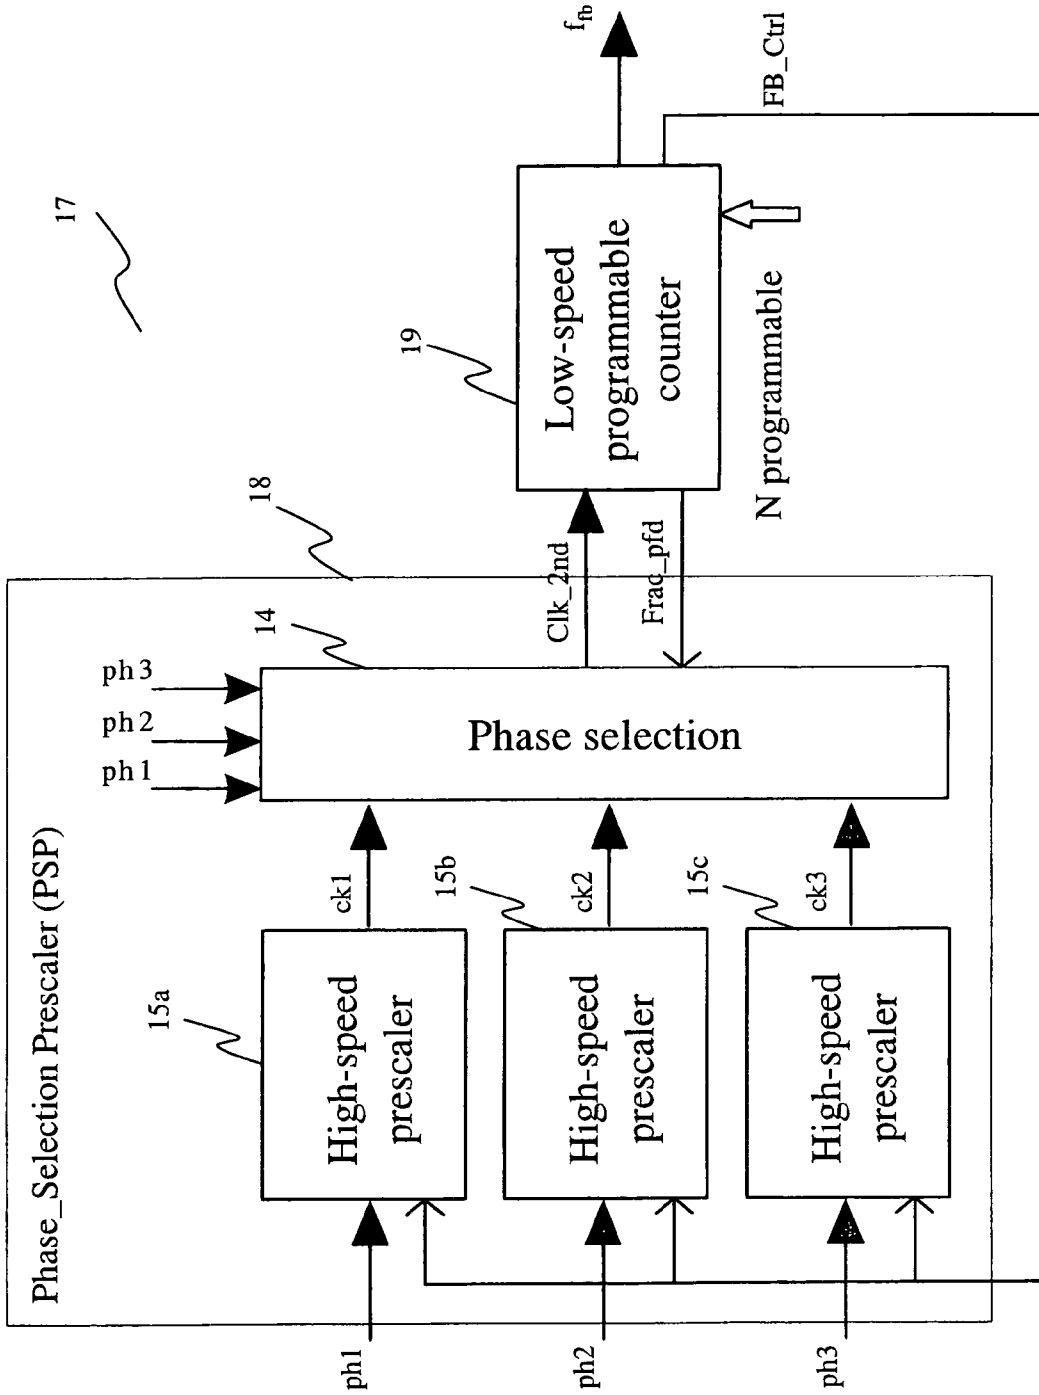 17
Phase_Selection Prescaler (PSP)
18
ph1
ph2
ph3
15a
High-speed
prescaler
ph1
ck1
14
Phase selection
15b
High-speed
prescaler
ph2
ck2
15c
High-speed
prescaler
ph3
ck3
Clk_2nd
Frac_pfd
19
Low-speed
programmable
counter
N programmable
f_fb
FB_Ctrl